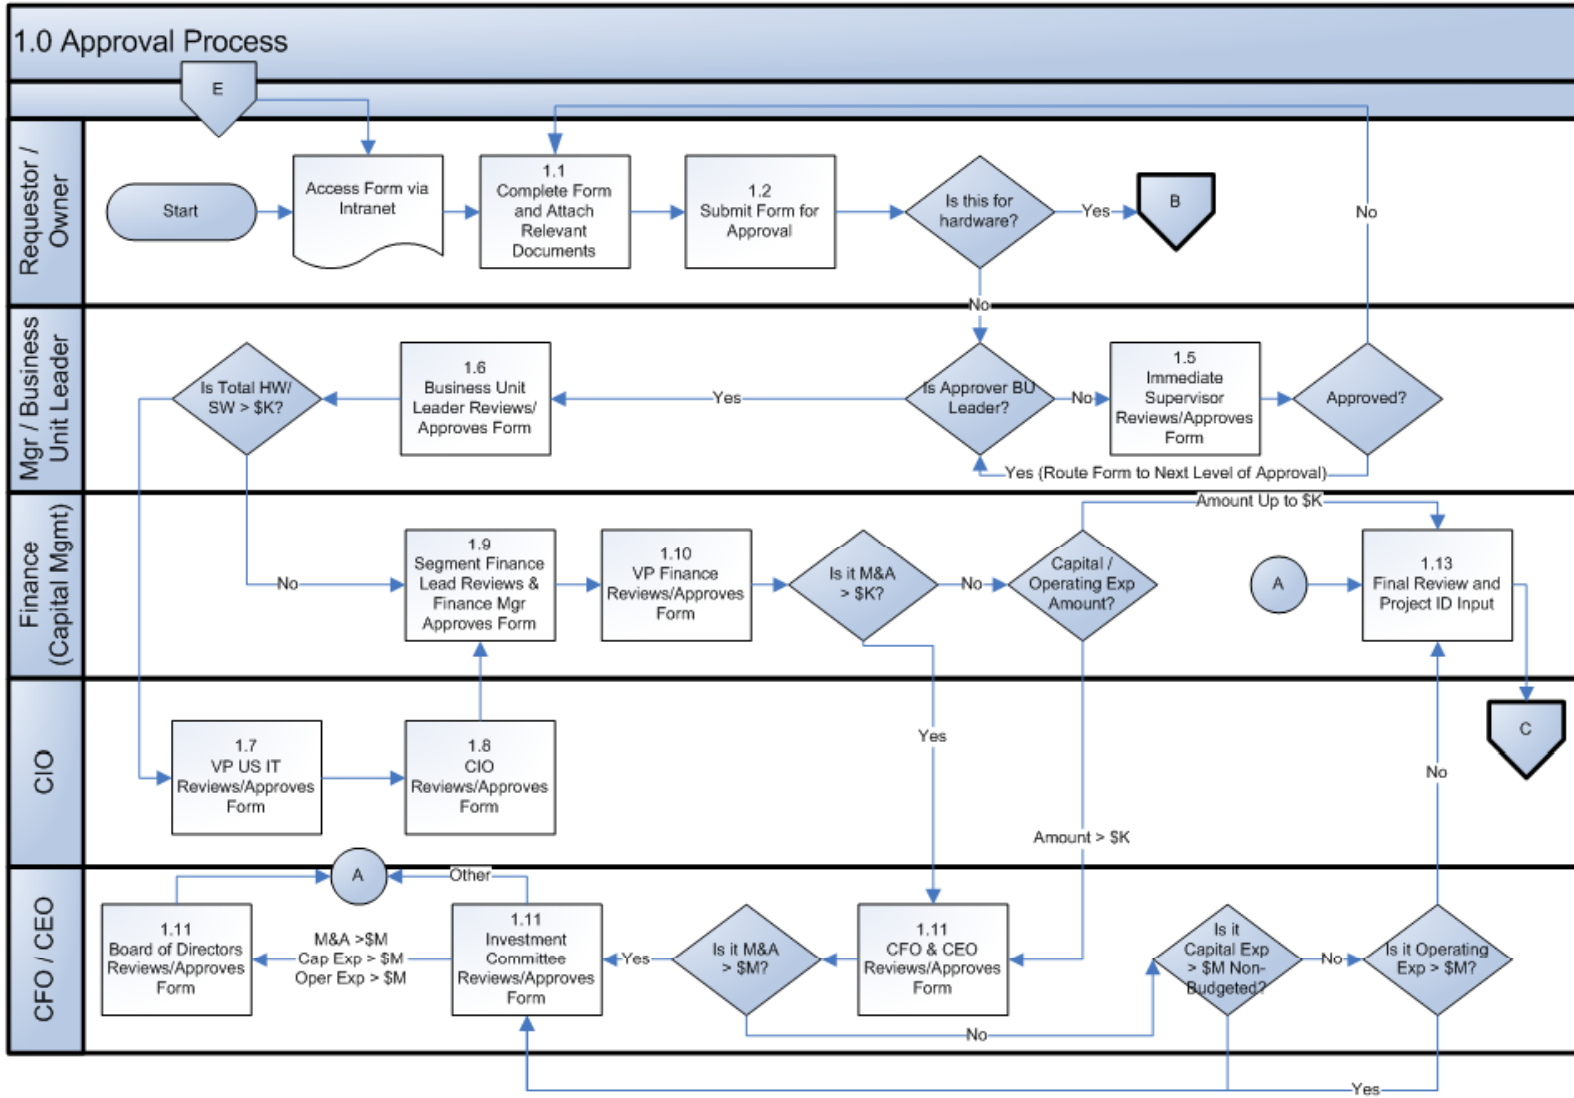 1.0 Approval Process
E
Requestor /
Owner
Start
Access Form via
Intranet
1.1
Complete Form
and Attach
Relevant
Documents
1.2
Submit Form for
Approval
Is this for
hardware?
Yes
B
No
No
Mgr / Business
Unit Leader
Is Total HW/
SW > $K?
1.6
Business Unit
Leader Reviews/
Approves Form
Yes
Is Approver BU
Leader?
No
1.5
Immediate
Supervisor
Reviews/Approves
Form
Approved?
Yes (Route Form to Next Level of Approval)
Finance
(Capital Mgmt)
No
1.9
Segment Finance
Lead Reviews &
Finance Mgr
Approves Form
1.10
VP Finance
Reviews/Approves
Form
Is it M&A
> $K?
No
Capital /
Operating Exp
Amount?
Amount Up to $K
A
1.13
Final Review and
Project ID Input
CIO
1.7
VP US IT
Reviews/Approves
Form
1.8
CIO
Reviews/Approves
Form
Yes
Amount > $K
No
C
CFO / CEO
A
Other
1.11
Board of Directors
Reviews/Approves
Form
M&A >$M
Cap Exp > $M
Oper Exp > $M
1.11
Investment
Committee
Reviews/Approves
Form
Yes
Is it M&A
> $M?
1.11
CFO & CEO
Reviews/Approves
Form
No
Is it
Capital Exp
> $M Non-
Budgeted?
No
Is it Operating
Exp > $M?
Yes